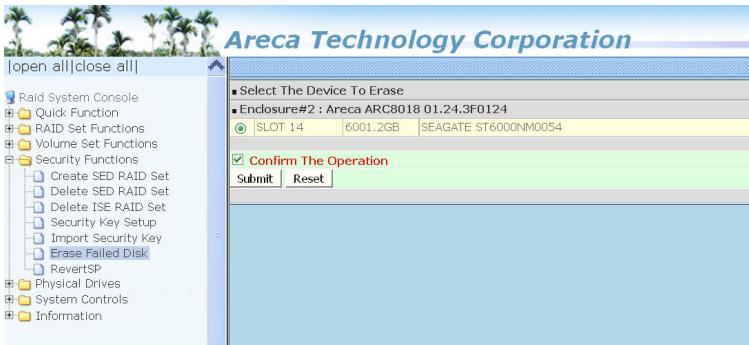 Areca Technology Corporation
|open all|close all|
Raid System Console
Quick Function
RAID Set Functions
Volume Set Functions
Security Functions
Create SED RAID Set
Delete SED RAID Set
Delete ISE RAID Set
Security Key Setup
Import Security Key
Erase Failed Disk
RevertSP
Physical Drives
System Controls
Information
Select The Device To Erase
Enclosure#2 : Areca ARC8018 01.24.3F0124
SLOT 14 6001.2GB SEAGATE ST6000NM0054
Confirm The Operation
Submit Reset